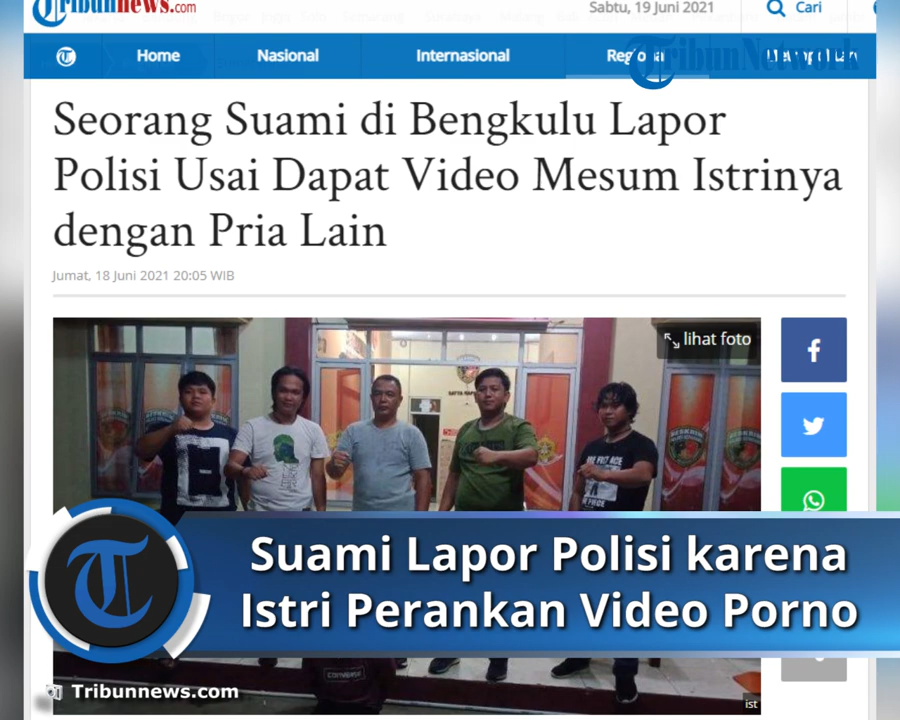 Tribunnews.com
Sabtu, 19 Juni 2021
Cari
Home
Nasional
Internasional
Regional
TribunNetwork
Seorang Suami di Bengkulu Lapor
Polisi Usai Dapat Video Mesum Istrinya
dengan Pria Lain
Jumat, 18 Juni 2021 20:05 WIB
lihat foto
Suami Lapor Polisi karena
Istri Perankan Video Porno
Tribunnews.com
ist